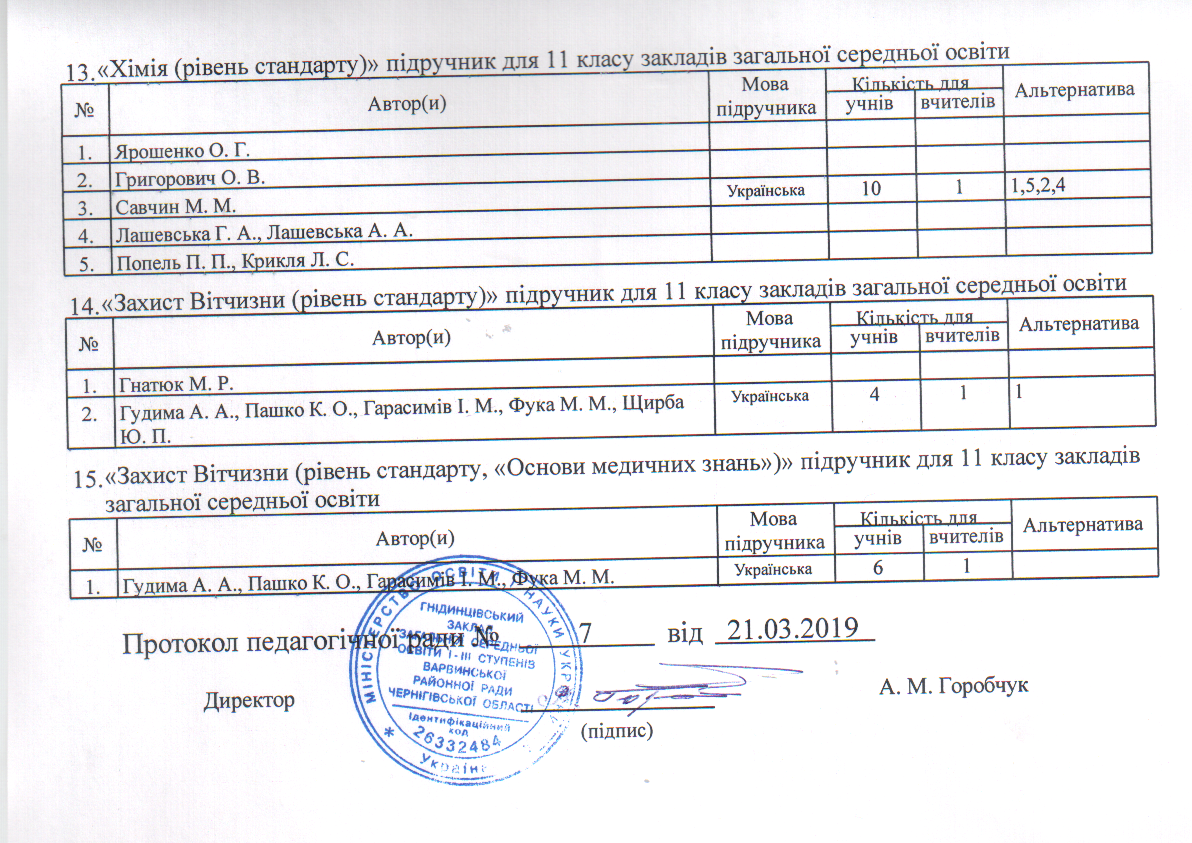 13.«Хімія (рівень стандарту)» підручник для 11 класу закладів загальної середньої освіти
№ Автор(и) Мова підручника Кількість для учнів вчителів Альтернатива
1. Ярошенко О. Г.
2. Григорович О. В.
3. Савчин М. М. Українська 10 1 1,5,2,4
4. Лашевська Г. А., Лашевська А. А.
5. Попель П. П., Крикля Л. С.
14.«Захист Вітчизни (рівень стандарту)» підручник для 11 класу закладів загальної середньої освіти
№ Автор(и) Мова підручника Кількість для учнів вчителів Альтернатива
1. Гнатюк М. Р.
2. Гудима А. А., Пашко К. О., Гарасимів І. М., Фука М. М., Щирба Українська 4 1 1
Ю. П.
15.«Захист Вітчизни (рівень стандарту, «Основи медичних знань»)» підручник для 11 класу закладів
загальної середньої освіти
№ Автор(и) Мова підручника Кількість для учнів вчителів Альтернатива
1. Гудима А. А., Пашко К. О., Гарасимів І. М., Фука М. М. Українська 6 1
Протокол педагогічної ради № 7 від 21.03.2019
Директор А. М. Горобчук
(підпис)
МІНІСТЕРСТВО ОСВІТИ І НАУКИ
ГНІДИНЦІВСЬКИЙ
ЗАКЛАД
ЗАГАЛЬНОЇ СЕРЕДНЬОЇ
ОСВІТИ І-ІІІ СТУПЕНІВ
ВАРВИНСЬКОЇ
РАЙОННОЇ РАДИ
ЧЕРНІГІВСЬКОЇ ОБЛАСТІ
Ідентифікаційний
код
26332484
Україна